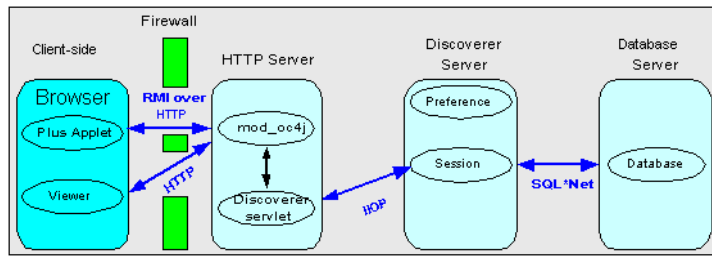 Firewall
Client-side
HTTP Server
Discoverer
Server
Database
Server
Browser
RMI over
HTTP
Plus Applet
mod_oc4j
Preference
Session
Database
HTTP
Viewer
Discoverer
servlet
IIOP
SQL*Net